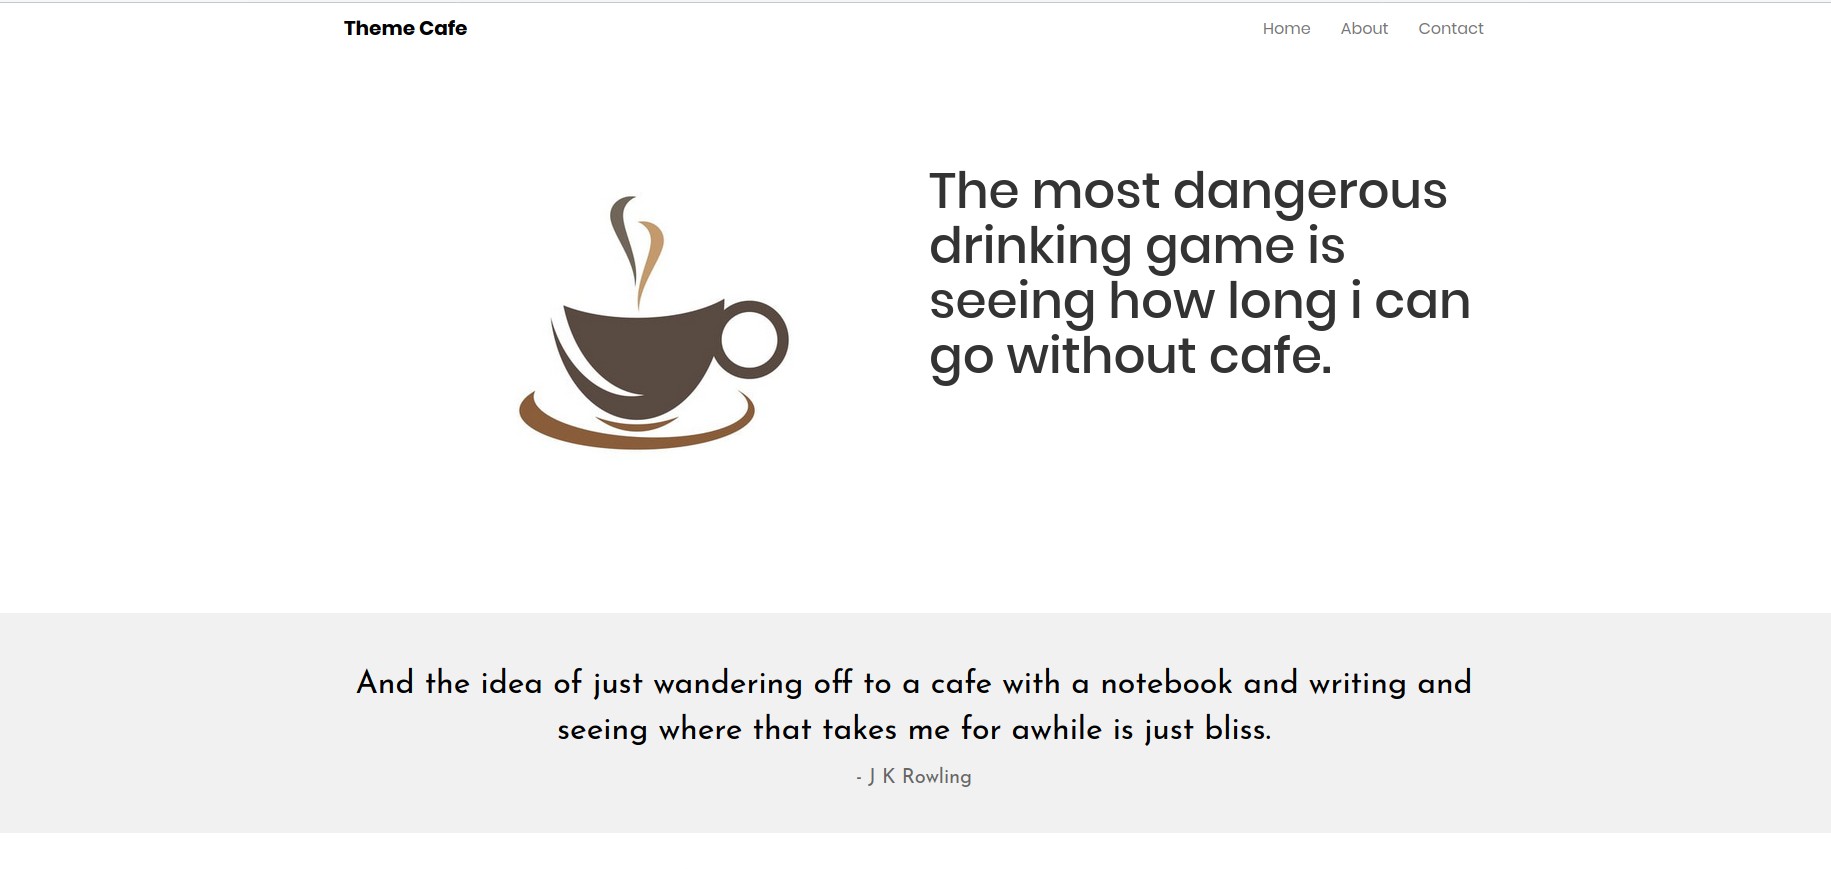 Theme Cafe
Home About Contact
The most dangerous
drinking game is
seeing how long i can
go without cafe.
And the idea of just wandering off to a cafe with a notebook and writing and
seeing where that takes me for awhile is just bliss.
- J K Rowling